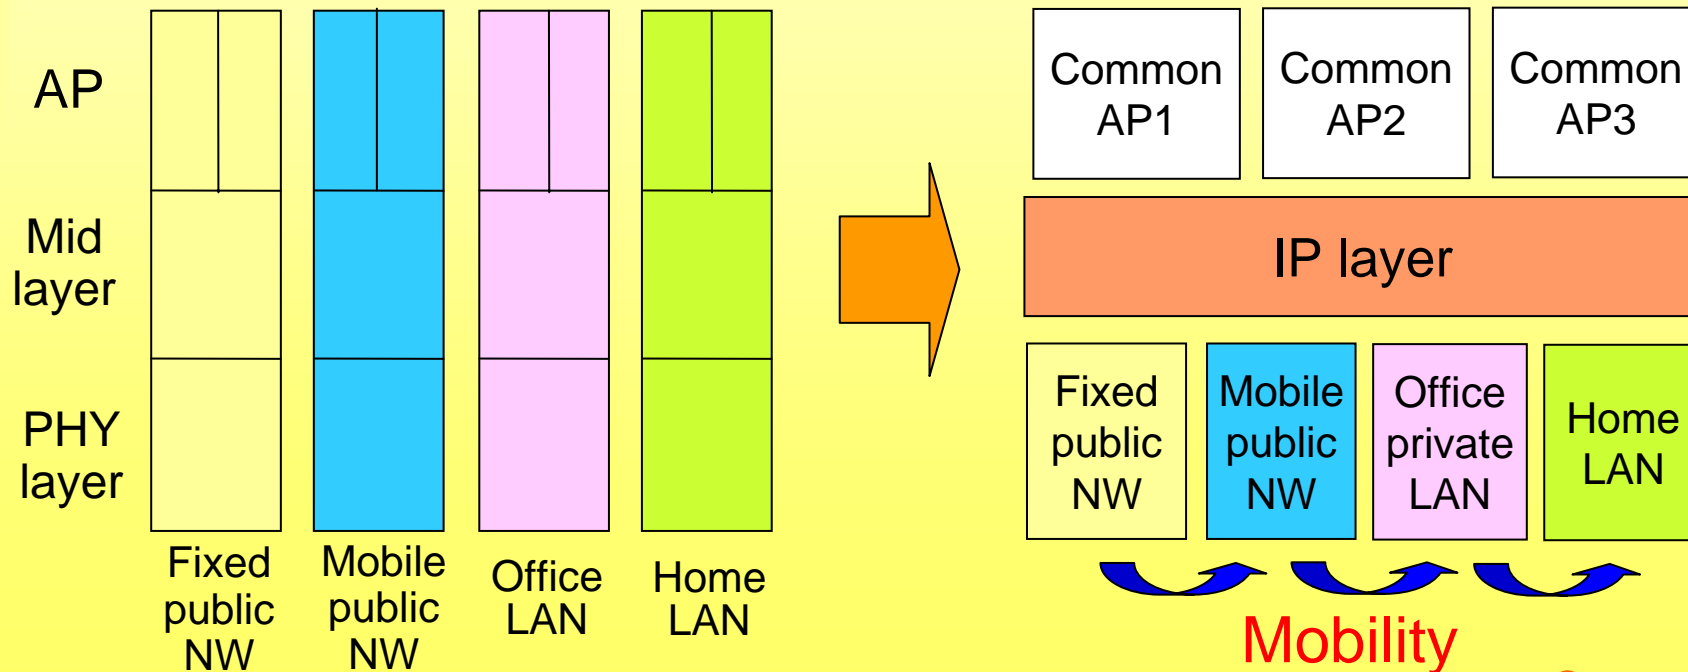 AP
Mid
layer
PHY
layer
Fixed
public
NW
Mobile
public
NW
Office
LAN
Home
LAN
Common
AP1
Common
AP2
Common
AP3
IP layer
Fixed
public
NW
Mobile
public
NW
Office
private
LAN
Home
LAN
Mobility